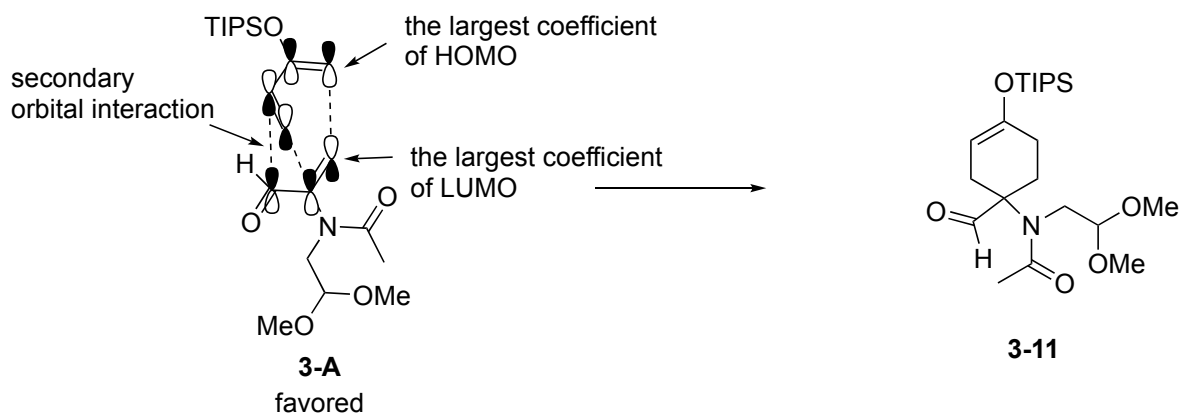 TIPSO
the largest coefficient
of HOMO
secondary
orbital interaction
H
O
the largest coefficient
of LUMO
N
O
OMe
MeO
3-A
favored
OTIPS
O
H
N
OMe
OMe
O
3-11